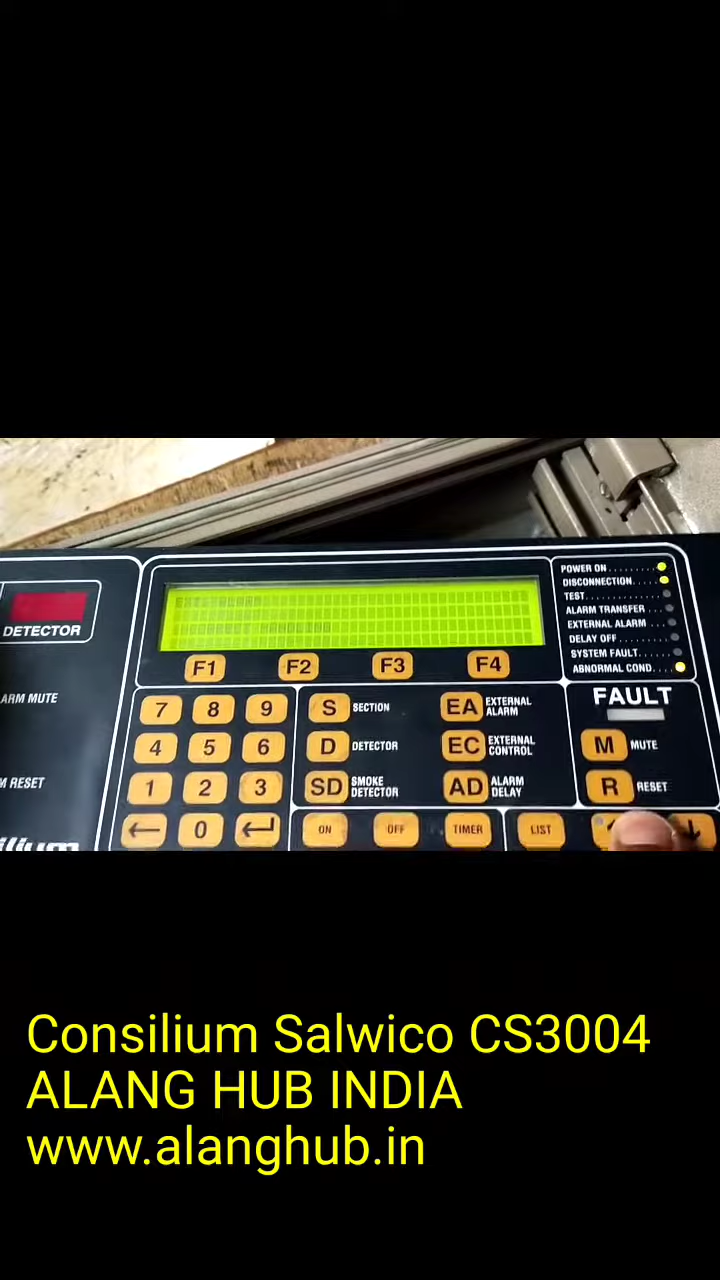 DETECTOR
ARM MUTE
M RESET
F1 F2 F3 F4
7 8 9
4 5 6
1 2 3
← 0 ↵
S SECTION
D DETECTOR
SD SMOKE DETECTOR
EA EXTERNAL ALARM
EC EXTERNAL CONTROL
AD ALARM DELAY
ON OFF TIMER LIST ↓
POWER ON
DISCONNECTION
TEST
ALARM TRANSFER
EXTERNAL ALARM
DELAY OFF
SYSTEM FAULT
ABNORMAL COND.
FAULT
M MUTE
R RESET
Consilium Salwico CS3004
ALANG HUB INDIA
www.alanghub.in